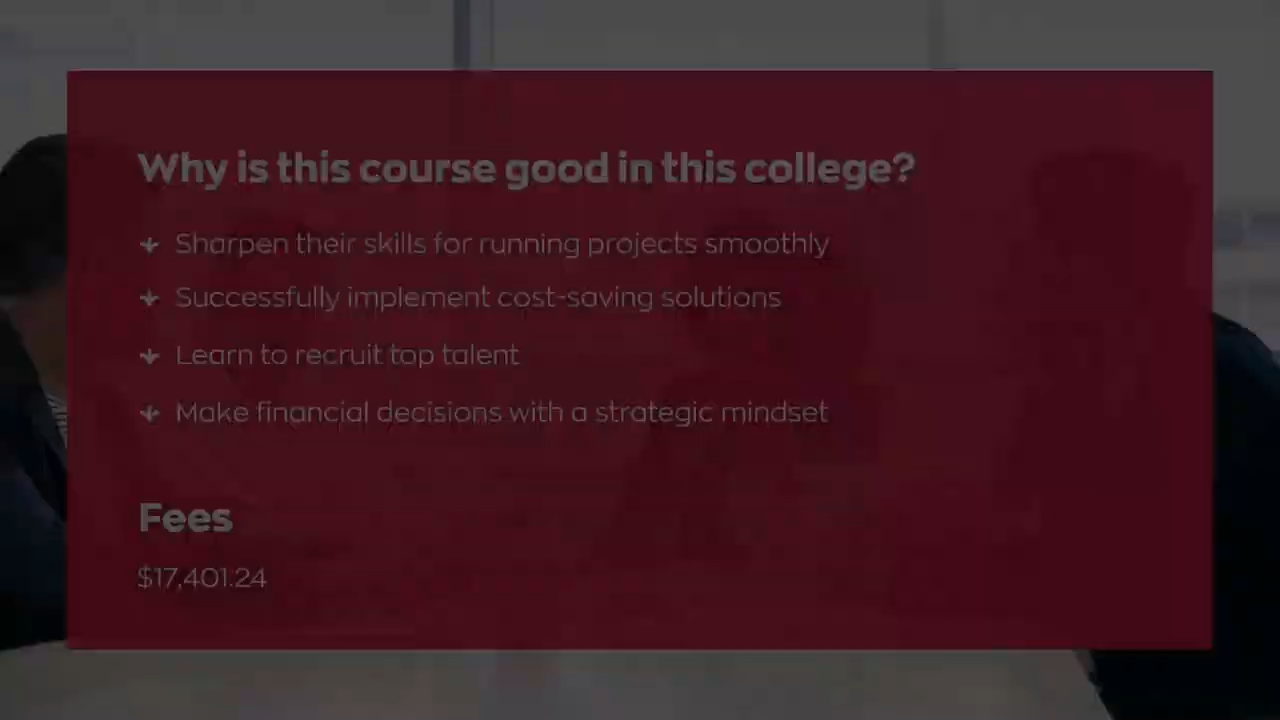 Why is this course good in this college?
Sharpen their skills for running projects smoothly
Successfully implement cost-saving solutions
Learn to recruit top talent
Make financial decisions with a strategic mindset
Fees
$17,401.24